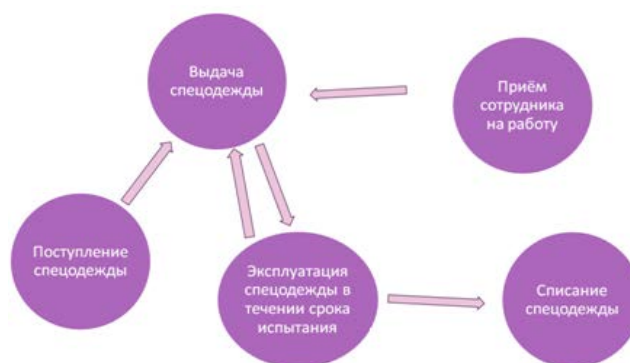 Выдача
спецодежды
Приём
сотрудника
на работу
Поступление
спецодежды
Эксплуатация
спецодежды в
течении срока
испытания
Списание
спецодежды